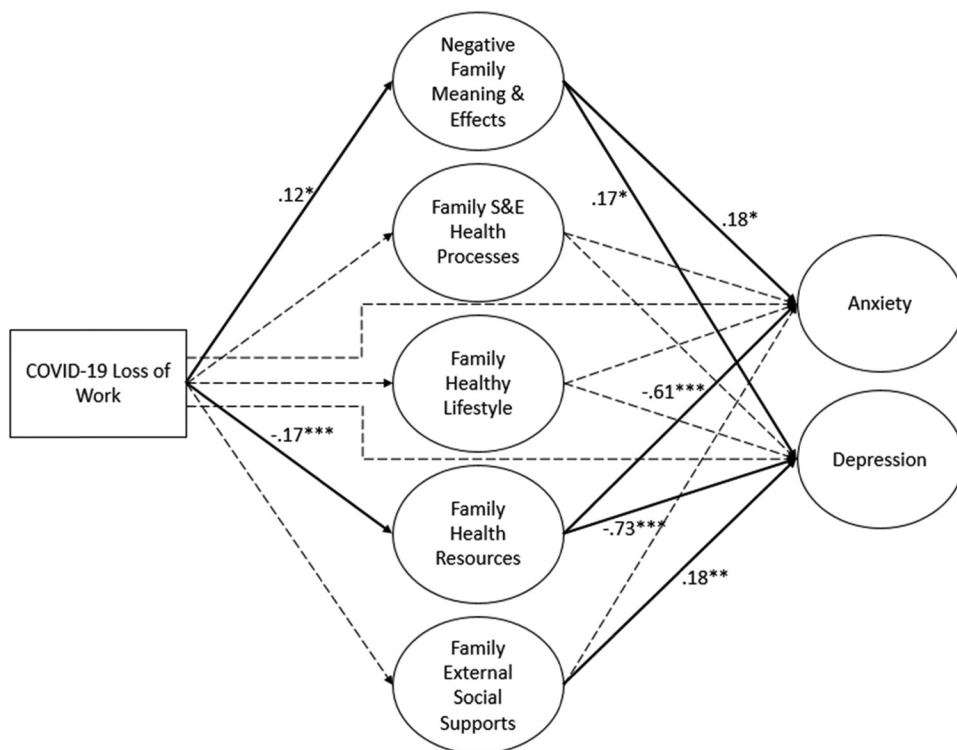 Negative
Family
Meaning &
Effects
.12*
Family S&E
Health
Processes
.17*
.18*
Anxiety
COVID-19 Loss of
Work
Family
Healthy
Lifestyle
-.61***
-.17***
Depression
Family
Health
Resources
-.73***
.18**
Family
External
Social
Supports